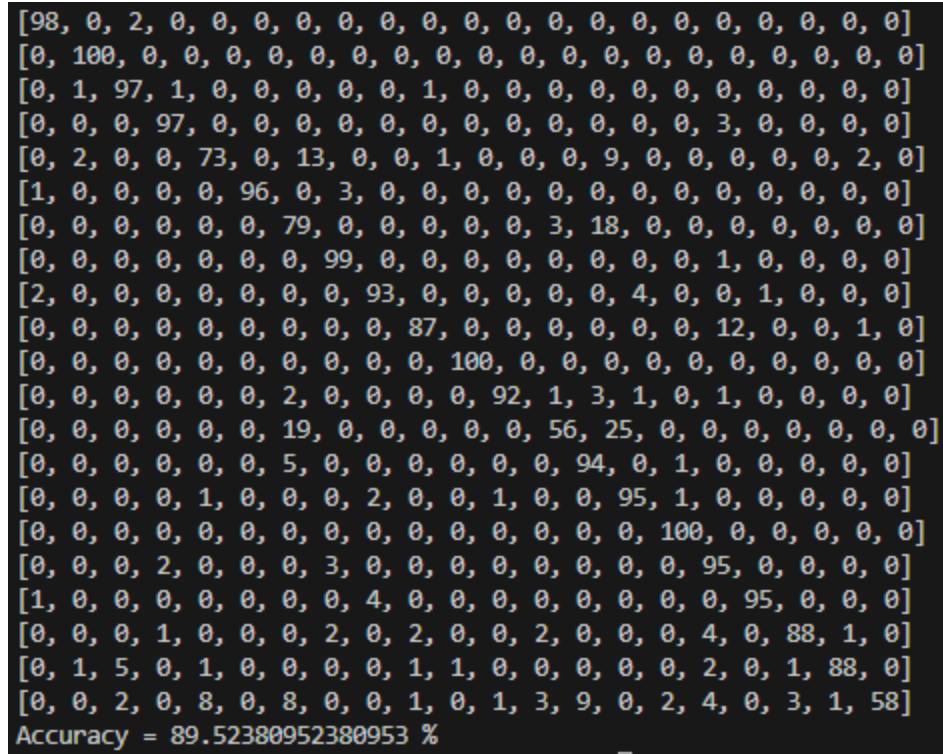 [98, 0, 2, 0, 0, 0, 0, 0, 0, 0, 0, 0, 0, 0, 0, 0, 0, 0, 0, 0, 0]
[0, 100, 0, 0, 0, 0, 0, 0, 0, 0, 0, 0, 0, 0, 0, 0, 0, 0, 0, 0, 0]
[0, 1, 97, 1, 0, 0, 0, 0, 0, 1, 0, 0, 0, 0, 0, 0, 0, 0, 0, 0, 0]
[0, 0, 0, 97, 0, 0, 0, 0, 0, 0, 0, 0, 0, 0, 0, 0, 3, 0, 0, 0, 0]
[0, 2, 0, 0, 73, 0, 13, 0, 0, 1, 0, 0, 0, 9, 0, 0, 0, 0, 0, 2, 0]
[1, 0, 0, 0, 0, 96, 0, 3, 0, 0, 0, 0, 0, 0, 0, 0, 0, 0, 0, 0, 0]
[0, 0, 0, 0, 0, 0, 79, 0, 0, 0, 0, 0, 3, 18, 0, 0, 0, 0, 0, 0, 0]
[0, 0, 0, 0, 0, 0, 0, 99, 0, 0, 0, 0, 0, 0, 0, 0, 1, 0, 0, 0, 0]
[2, 0, 0, 0, 0, 0, 0, 0, 93, 0, 0, 0, 0, 0, 4, 0, 0, 1, 0, 0, 0]
[0, 0, 0, 0, 0, 0, 0, 0, 0, 87, 0, 0, 0, 0, 0, 0, 12, 0, 0, 1, 0]
[0, 0, 0, 0, 0, 0, 0, 0, 0, 0, 100, 0, 0, 0, 0, 0, 0, 0, 0, 0, 0]
[0, 0, 0, 0, 0, 0, 2, 0, 0, 0, 0, 92, 1, 3, 1, 0, 1, 0, 0, 0, 0]
[0, 0, 0, 0, 0, 0, 19, 0, 0, 0, 0, 0, 56, 25, 0, 0, 0, 0, 0, 0, 0]
[0, 0, 0, 0, 0, 0, 5, 0, 0, 0, 0, 0, 0, 94, 0, 1, 0, 0, 0, 0, 0]
[0, 0, 0, 0, 1, 0, 0, 0, 2, 0, 0, 1, 0, 0, 95, 1, 0, 0, 0, 0, 0]
[0, 0, 0, 0, 0, 0, 0, 0, 0, 0, 0, 0, 0, 0, 0, 100, 0, 0, 0, 0, 0]
[0, 0, 0, 2, 0, 0, 0, 3, 0, 0, 0, 0, 0, 0, 0, 0, 95, 0, 0, 0, 0]
[1, 0, 0, 0, 0, 0, 0, 0, 4, 0, 0, 0, 0, 0, 0, 0, 0, 95, 0, 0, 0]
[0, 0, 0, 1, 0, 0, 0, 2, 0, 2, 0, 0, 2, 0, 0, 0, 4, 0, 88, 1, 0]
[0, 1, 5, 0, 1, 0, 0, 0, 0, 1, 1, 0, 0, 0, 0, 0, 2, 0, 1, 88, 0]
[0, 0, 2, 0, 8, 0, 8, 0, 0, 1, 0, 1, 3, 9, 0, 2, 4, 0, 3, 1, 58]
Accuracy = 89.52380952380953 %